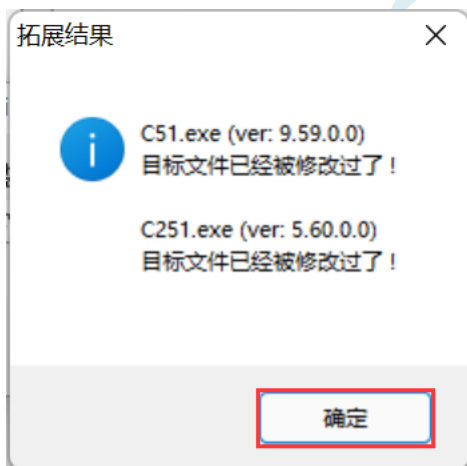 拓展结果
C51.exe (ver: 9.59.0.0)
目标文件已经被修改过了！
C251.exe (ver: 5.60.0.0)
目标文件已经被修改过了！
确定